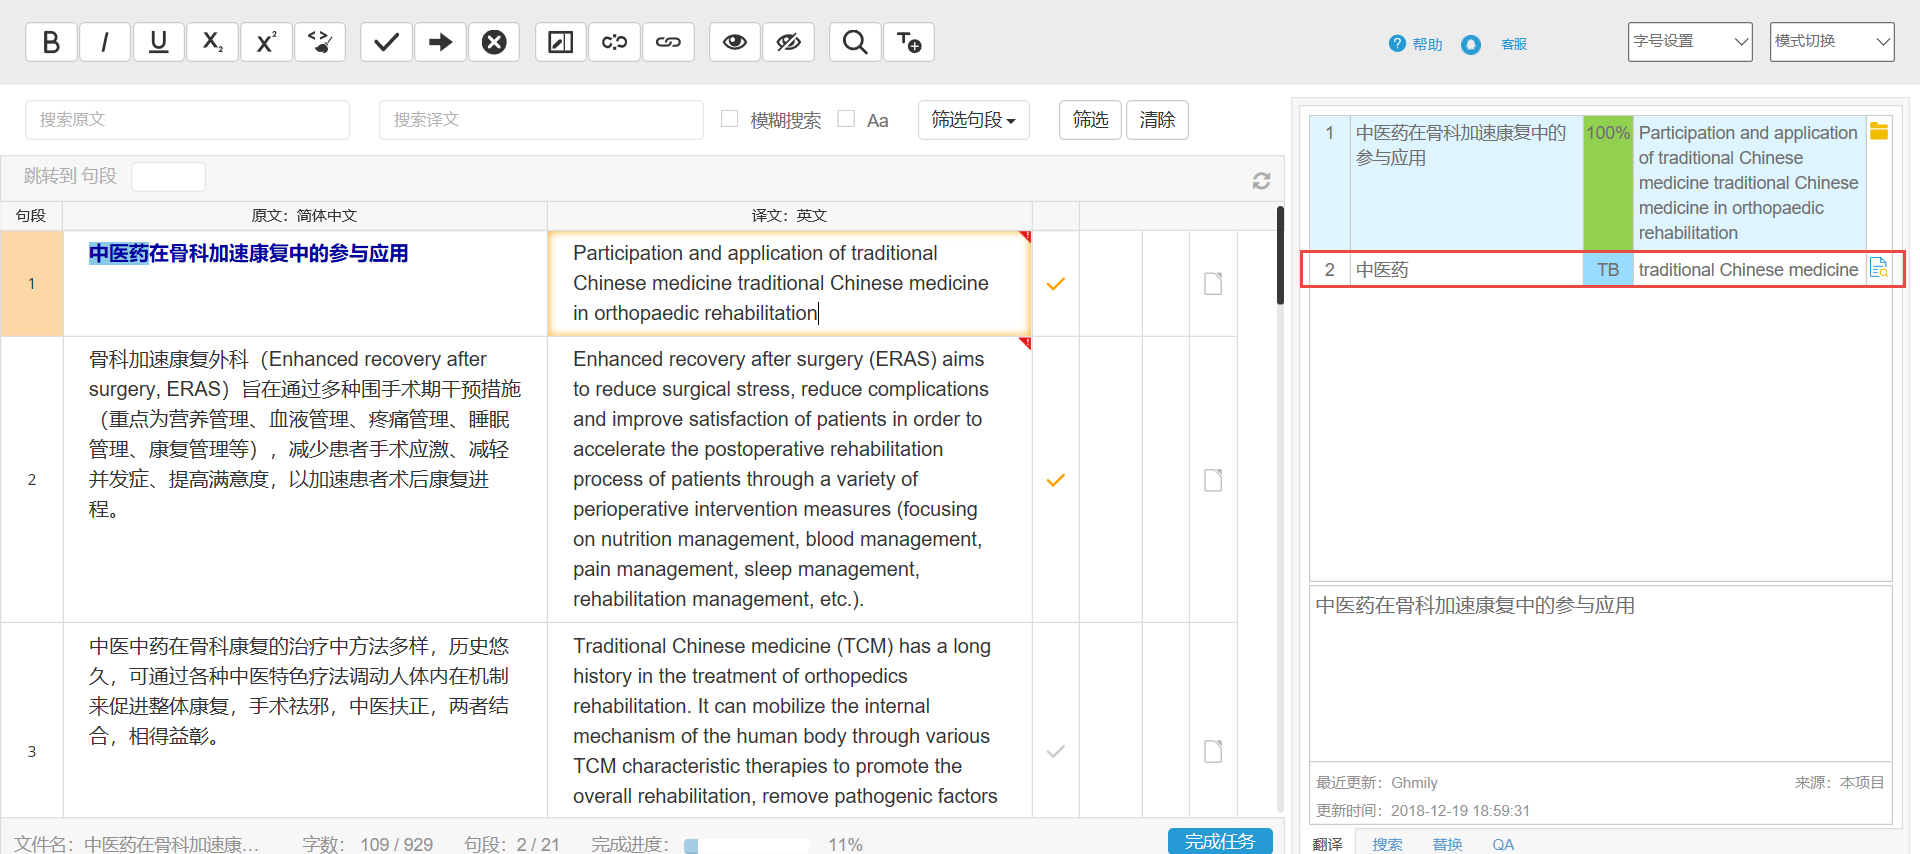 B I U X₂ X²
帮助
客服
字号设置
模式切换
搜索原文
搜索译文
模糊搜索
Aa
筛选句段
筛选
清除
跳转到 句段
句段
原文：简体中文
译文：英文
1
中医药在骨科加速康复中的参与应用
Participation and application of traditional
Chinese medicine traditional Chinese medicine
in orthopaedic rehabilitation
2
骨科加速康复外科（Enhanced recovery after
surgery, ERAS）旨在通过多种围手术期干预措施
（重点为营养管理、血液管理、疼痛管理、睡眠
管理、康复管理等），减少患者手术应激、减轻
并发症、提高满意度，以加速患者术后康复进
程。
Enhanced recovery after surgery (ERAS) aims
to reduce surgical stress, reduce complications
and improve satisfaction of patients in order to
accelerate the postoperative rehabilitation
process of patients through a variety of
perioperative intervention measures (focusing
on nutrition management, blood management,
pain management, sleep management,
rehabilitation management, etc.).
3
中医中药在骨科康复的治疗中方法多样，历史悠
久，可通过各种中医特色疗法调动人体内在机制
来促进整体康复，手术祛邪，中医扶正，两者结
合，相得益彰。
Traditional Chinese medicine (TCM) has a long
history in the treatment of orthopedics
rehabilitation. It can mobilize the internal
mechanism of the human body through various
TCM characteristic therapies to promote the
overall rehabilitation, remove pathogenic factors
文件名：中医药在骨科加速康...
字数： 109 / 929
句段：2 / 21
完成进度：
11%
完成任务
1
中医药在骨科加速康复中的
参与应用
100%
Participation and application
of traditional Chinese
medicine traditional Chinese
medicine in orthopaedic
rehabilitation
2
中医药
TB
traditional Chinese medicine
中医药在骨科加速康复中的参与应用
最近更新：Ghmily
来源：本项目
更新时间：2018-12-19 18:59:31
翻译
搜索
替换
QA